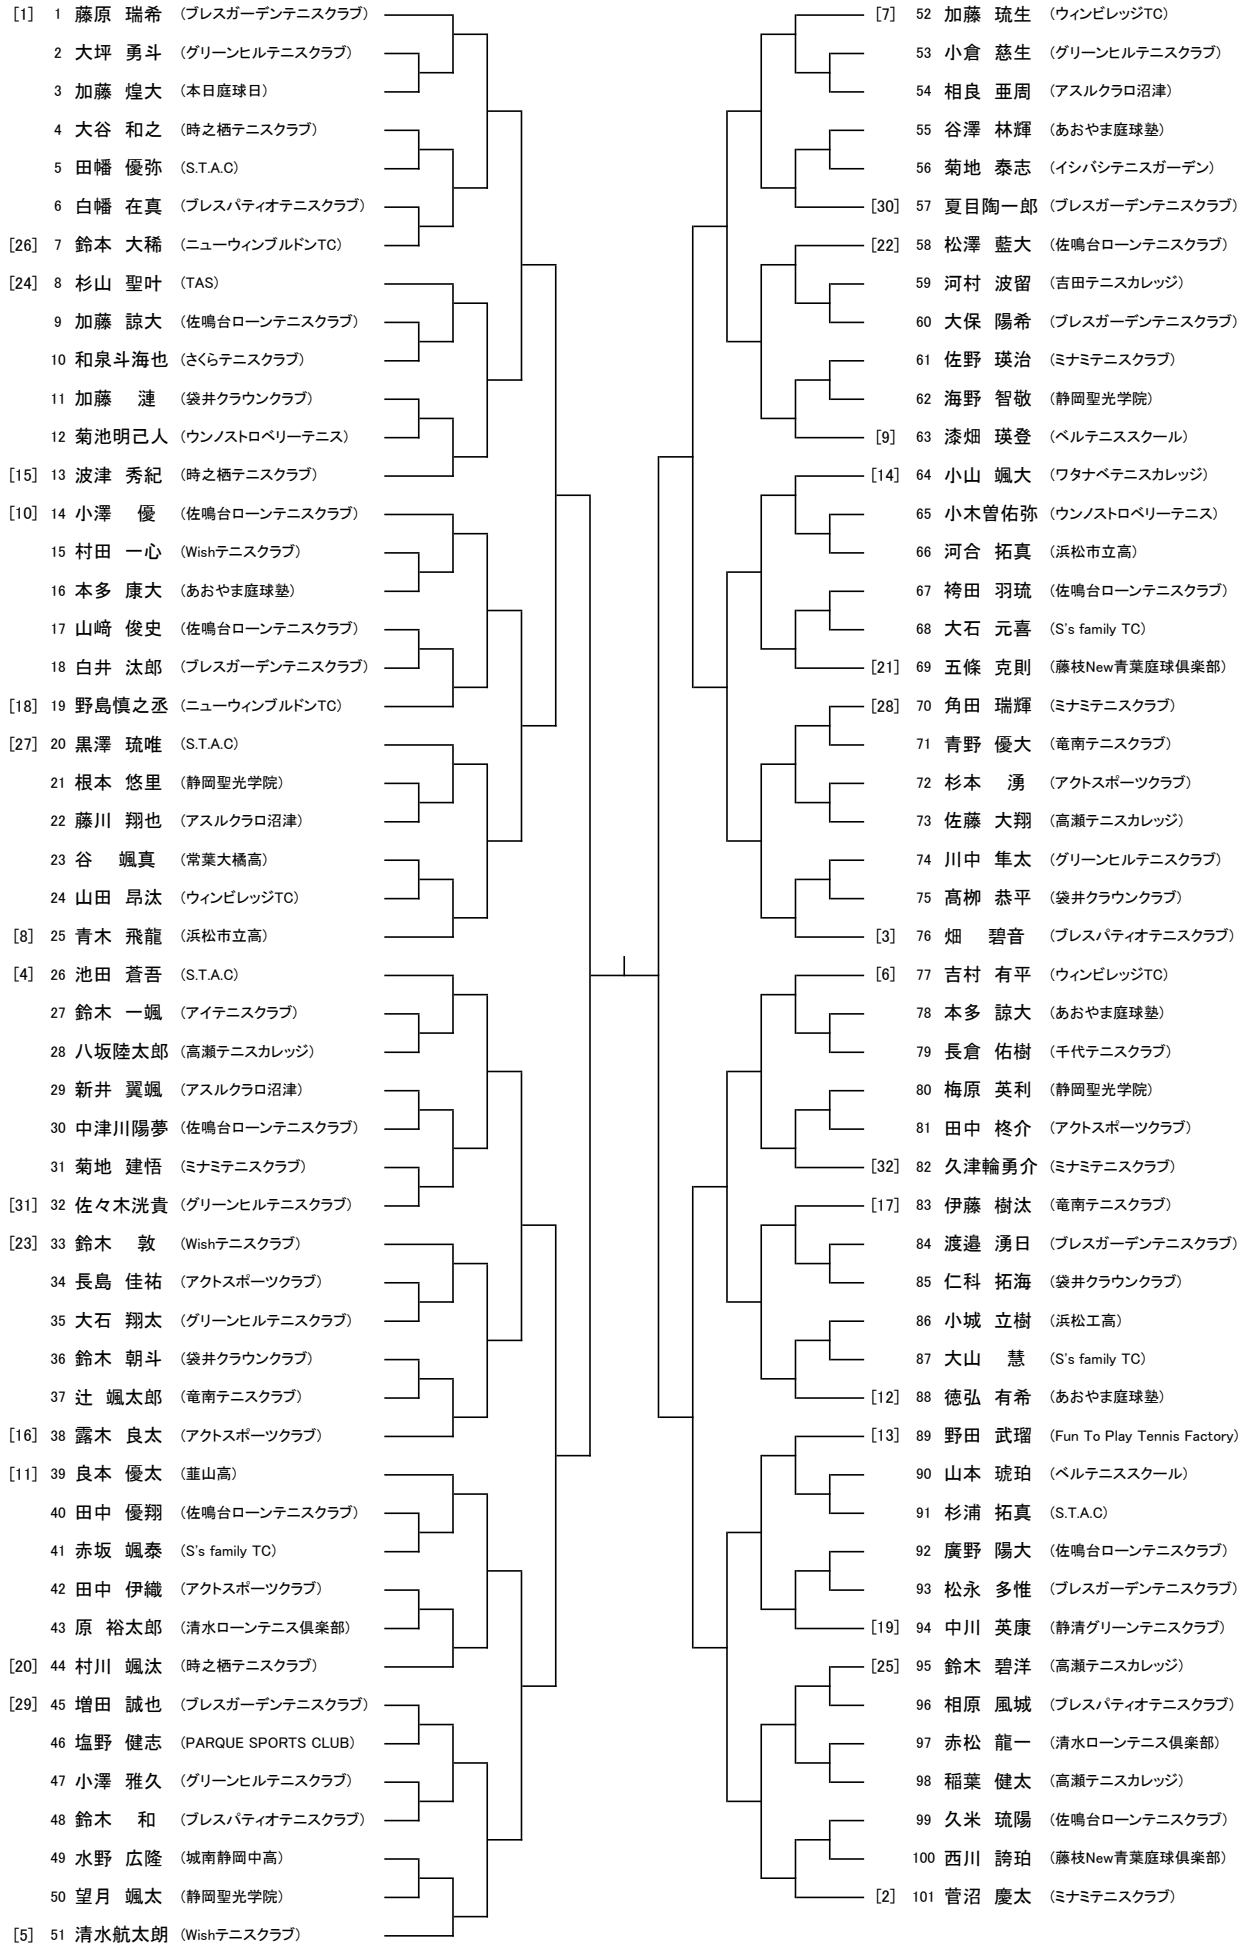 [1] 1 藤原 瑞希 (ブレスガーデンテニスクラブ)
2 大坪 勇斗 (グリーンヒルテニスクラブ)
3 加藤 煌大 (本日庭球日)
4 大谷 和之 (時之栖テニスクラブ)
5 田幡 優弥 (S.T.A.C)
6 白幡 在真 (ブレスパティオテニスクラブ)
[26] 7 鈴本 大稀 (ニューウィンブルドンTC)
[24] 8 杉山 聖叶 (TAS)
9 加藤 諒大 (佐鳴台ローンテニスクラブ)
10 和泉斗海也 (さくらテニスクラブ)
11 加藤 漣 (袋井クラウンクラブ)
12 菊池明己人 (ウンノストロベリーテニス)
[15] 13 波津 秀紀 (時之栖テニスクラブ)
[10] 14 小澤 優 (佐鳴台ローンテニスクラブ)
15 村田 一心 (Wishテニスクラブ)
16 本多 康大 (あおやま庭球塾)
17 山﨑 俊史 (佐鳴台ローンテニスクラブ)
18 白井 汰郎 (ブレスガーデンテニスクラブ)
[18] 19 野島慎之丞 (ニューウィンブルドンTC)
[27] 20 黒澤 琉唯 (S.T.A.C)
21 根本 悠里 (静岡聖光学院)
22 藤川 翔也 (アスルクラロ沼津)
23 谷 颯真 (常葉大橘高)
24 山田 昂汰 (ウィンビレッジTC)
[8] 25 青木 飛龍 (浜松市立高)
[4] 26 池田 蒼吾 (S.T.A.C)
27 鈴木 一颯 (アイテニスクラブ)
28 八坂陸太郎 (高瀬テニスカレッジ)
29 新井 翼颯 (アスルクラロ沼津)
30 中津川陽夢 (佐鳴台ローンテニスクラブ)
31 菊地 建悟 (ミナミテニスクラブ)
[31] 32 佐々木洸貴 (グリーンヒルテニスクラブ)
[23] 33 鈴木 敦 (Wishテニスクラブ)
34 長島 佳祐 (アクトスポーツクラブ)
35 大石 翔太 (グリーンヒルテニスクラブ)
36 鈴木 朝斗 (袋井クラウンクラブ)
37 辻 颯太郎 (竜南テニスクラブ)
[16] 38 露木 良太 (アクトスポーツクラブ)
[11] 39 良本 優太 (韮山高)
40 田中 優翔 (佐鳴台ローンテニスクラブ)
41 赤坂 颯泰 (S's family TC)
42 田中 伊織 (アクトスポーツクラブ)
43 原 裕太郎 (清水ローンテニス倶楽部)
[20] 44 村川 颯汰 (時之栖テニスクラブ)
[29] 45 増田 誠也 (ブレスガーデンテニスクラブ)
46 塩野 健志 (PARQUE SPORTS CLUB)
47 小澤 雅久 (グリーンヒルテニスクラブ)
48 鈴木 和 (ブレスパティオテニスクラブ)
49 水野 広隆 (城南静岡中高)
50 望月 颯太 (静岡聖光学院)
[5] 51 清水航太朗 (Wishテニスクラブ)
[7] 52 加藤 琉生 (ウィンビレッジTC)
53 小倉 慈生 (グリーンヒルテニスクラブ)
54 相良 亜周 (アスルクラロ沼津)
55 谷澤 林輝 (あおやま庭球塾)
56 菊地 泰志 (イシバシテニスガーデン)
[30] 57 夏目陶一郎 (ブレスガーデンテニスクラブ)
[22] 58 松澤 藍大 (佐鳴台ローンテニスクラブ)
59 河村 波留 (吉田テニスカレッジ)
60 大保 陽希 (ブレスガーデンテニスクラブ)
61 佐野 瑛治 (ミナミテニスクラブ)
62 海野 智敬 (静岡聖光学院)
[9] 63 漆畑 瑛登 (ベルテニススクール)
[14] 64 小山 颯大 (ワタナベテニスカレッジ)
65 小木曽佑弥 (ウンノストロベリーテニス)
66 河合 拓真 (浜松市立高)
67 袴田 羽琉 (佐鳴台ローンテニスクラブ)
68 大石 元喜 (S's family TC)
[21] 69 五條 克則 (藤枝New青葉庭球倶楽部)
[28] 70 角田 瑞輝 (ミナミテニスクラブ)
71 青野 優大 (竜南テニスクラブ)
72 杉本 湧 (アクトスポーツクラブ)
73 佐藤 大翔 (高瀬テニスカレッジ)
74 川中 隼太 (グリーンヒルテニスクラブ)
75 髙栁 恭平 (袋井クラウンクラブ)
[3] 76 畑 碧音 (ブレスパティオテニスクラブ)
[6] 77 吉村 有平 (ウィンビレッジTC)
78 本多 諒大 (あおやま庭球塾)
79 長倉 佑樹 (千代テニスクラブ)
80 梅原 英利 (静岡聖光学院)
81 田中 柊介 (アクトスポーツクラブ)
[32] 82 久津輪勇介 (ミナミテニスクラブ)
[17] 83 伊藤 樹汰 (竜南テニスクラブ)
84 渡邉 湧日 (ブレスガーデンテニスクラブ)
85 仁科 拓海 (袋井クラウンクラブ)
86 小城 立樹 (浜松工高)
87 大山 慧 (S's family TC)
[12] 88 徳弘 有希 (あおやま庭球塾)
[13] 89 野田 武瑠 (Fun To Play Tennis Factory)
90 山本 琥珀 (ベルテニススクール)
91 杉浦 拓真 (S.T.A.C)
92 廣野 陽大 (佐鳴台ローンテニスクラブ)
93 松永 多惟 (ブレスガーデンテニスクラブ)
[19] 94 中川 英康 (静清グリーンテニスクラブ)
[25] 95 鈴木 碧洋 (高瀬テニスカレッジ)
96 相原 風城 (ブレスパティオテニスクラブ)
97 赤松 龍一 (清水ローンテニス倶楽部)
98 稲葉 健太 (高瀬テニスカレッジ)
99 久米 琉陽 (佐鳴台ローンテニスクラブ)
100 西川 誇珀 (藤枝New青葉庭球倶楽部)
[2] 101 菅沼 慶太 (ミナミテニスクラブ)